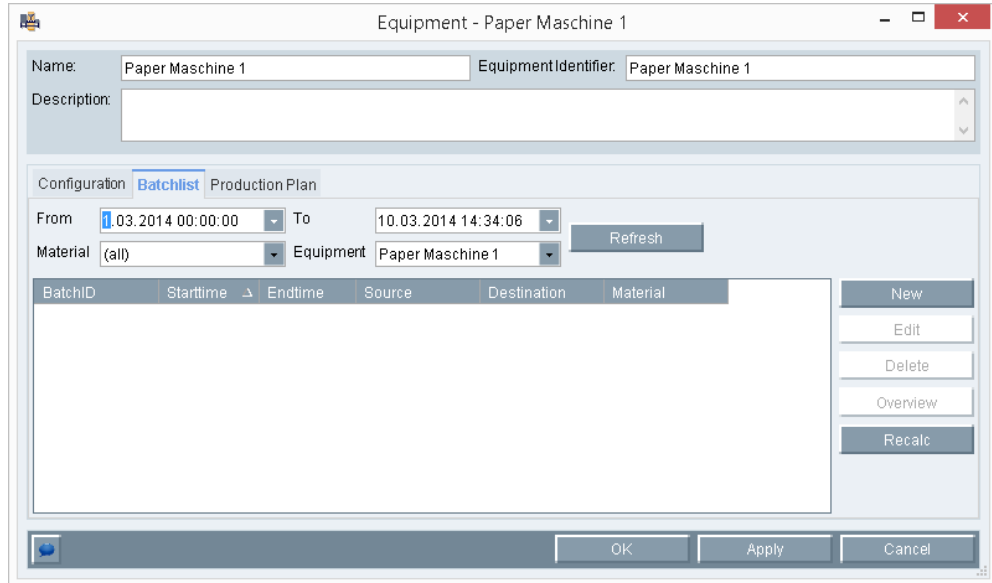 Equipment - Paper Maschine 1
Name: Paper Maschine 1 Equipment Identifier: Paper Maschine 1
Description:
Configuration Batchlist Production Plan
From 1.03.2014 00:00:00 To 10.03.2014 14:34:06 Refresh
Material (all) Equipment Paper Maschine 1
BatchID Starttime Endtime Source Destination Material
New
Edit
Delete
Overview
Recalc
OK Apply Cancel